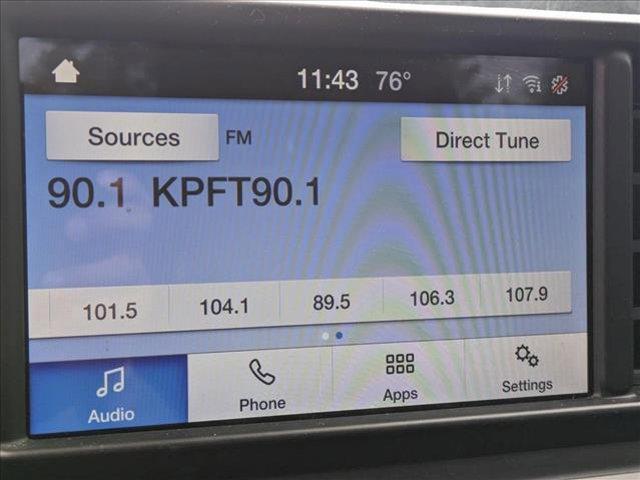 11:43 76°
Sources FM Direct Tune
90.1 KPFT90.1
101.5 104.1 89.5 106.3 107.9
Audio Phone Apps Settings